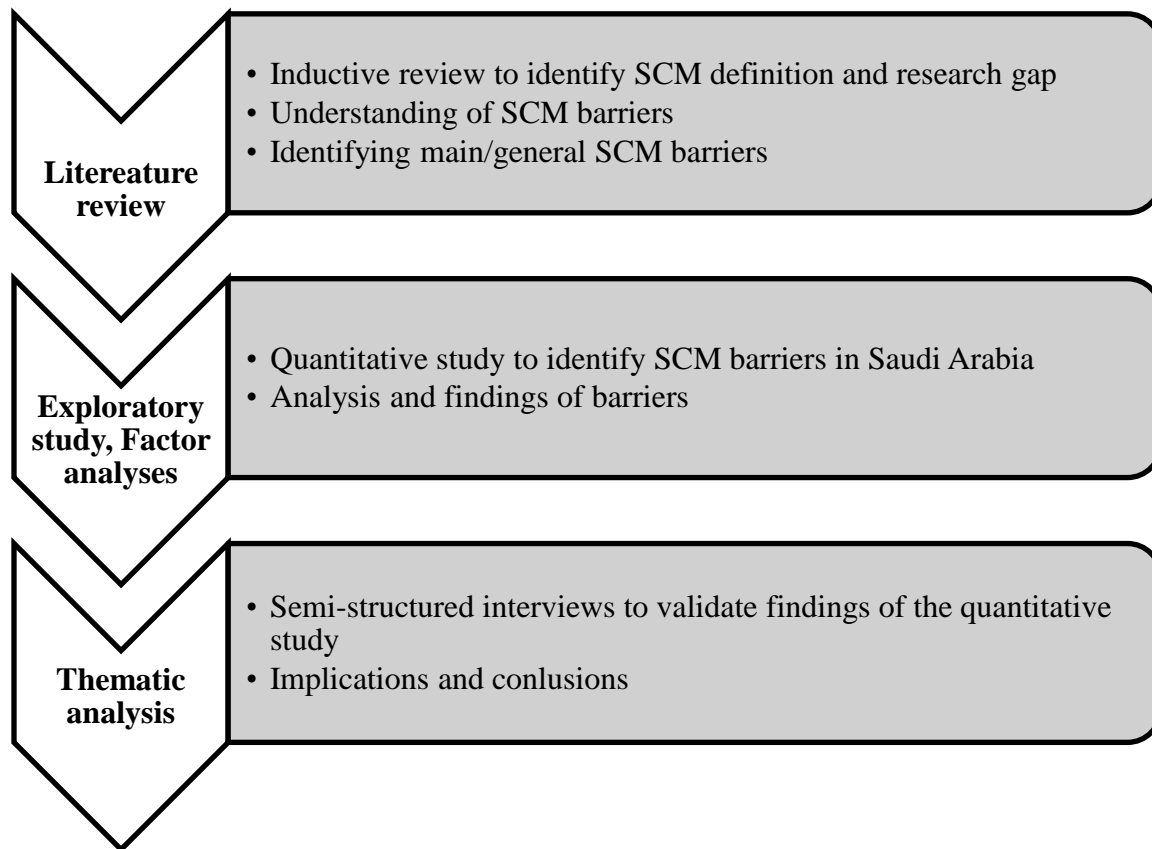 Litereature
review
• Inductive review to identify SCM definition and research gap
• Understanding of SCM barriers
• Identifying main/general SCM barriers
Exploratory
study, Factor
analyses
• Quantitative study to identify SCM barriers in Saudi Arabia
• Analysis and findings of barriers
Thematic
analysis
• Semi-structured interviews to validate findings of the quantitative
study
• Implications and conlusions